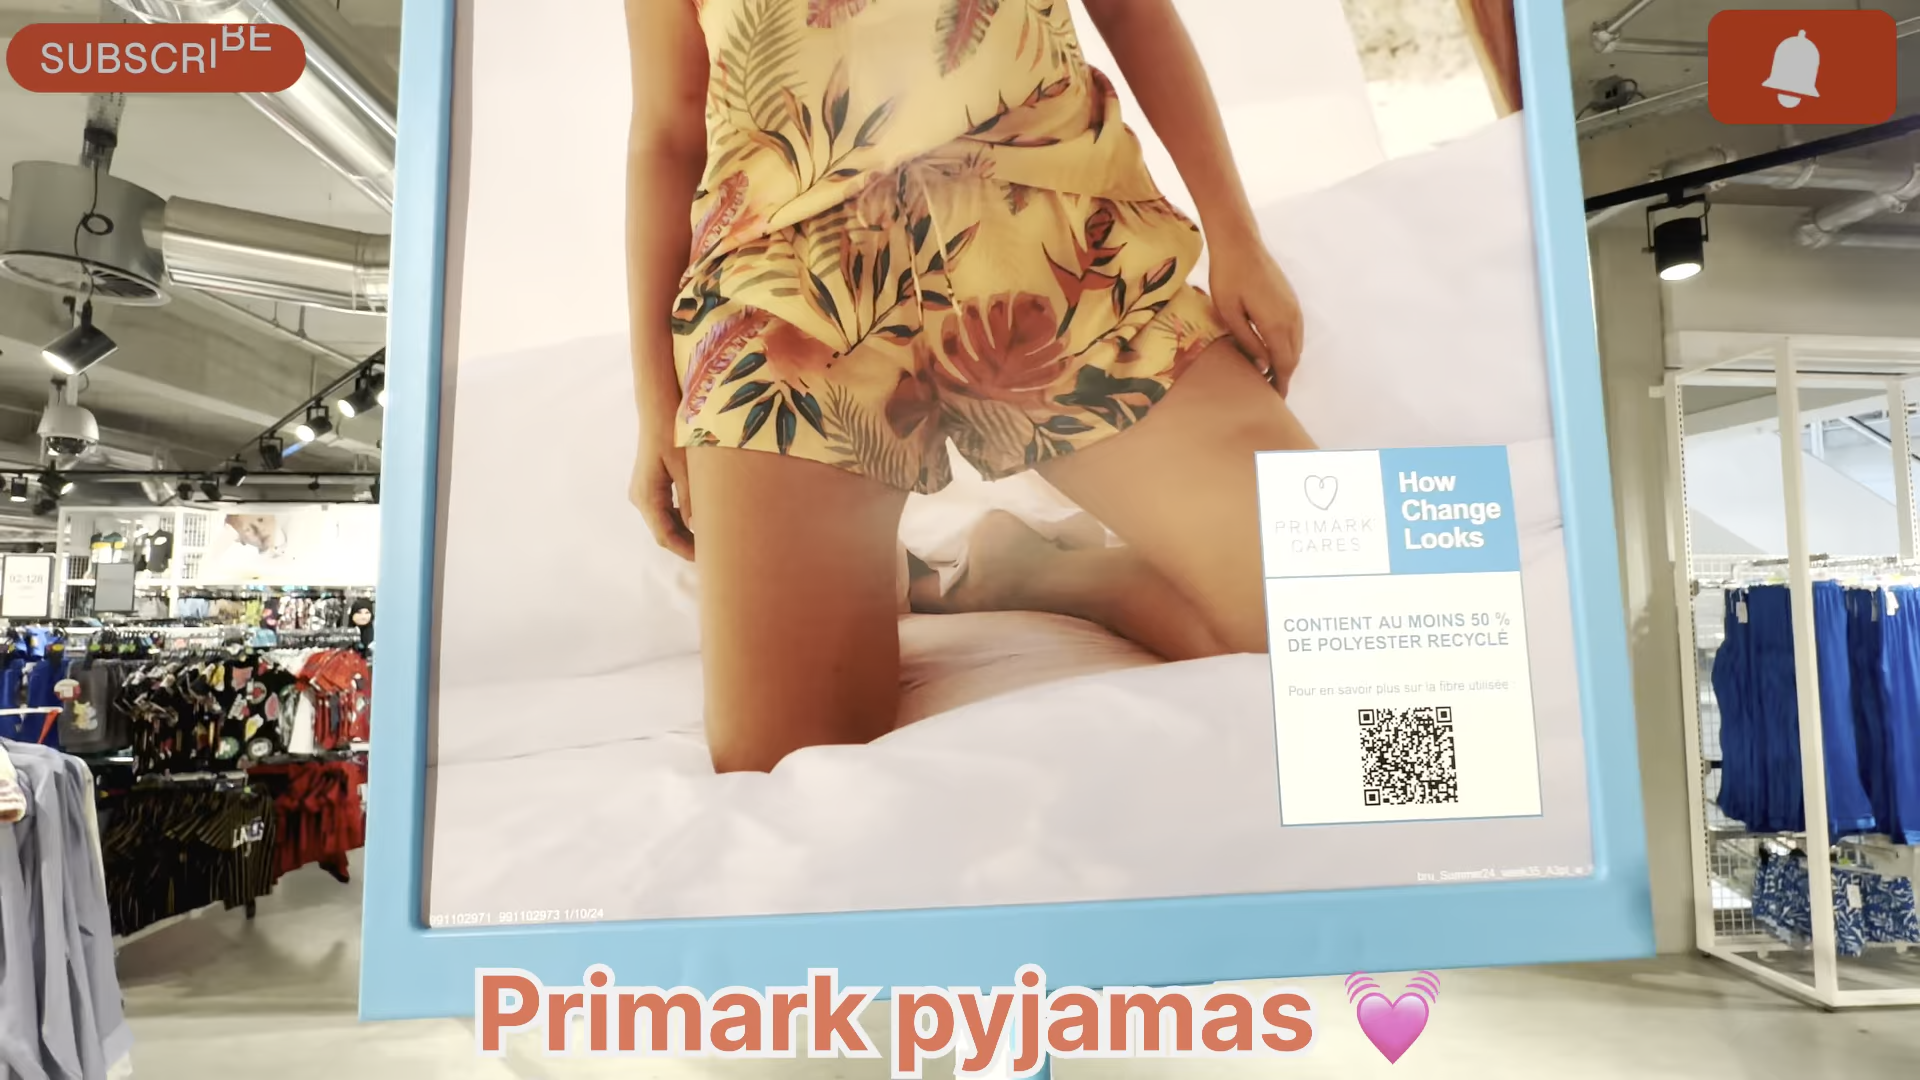 SUBSCRIBE
PRIMARK
CARES
How
Change
Looks
CONTIENT AU MOINS 50 %
DE POLYESTER RECYCLÉ
Pour en savoir plus sur la fibre utilisée :
991102971 991102973 1/10/24
Primark pyjamas 💓